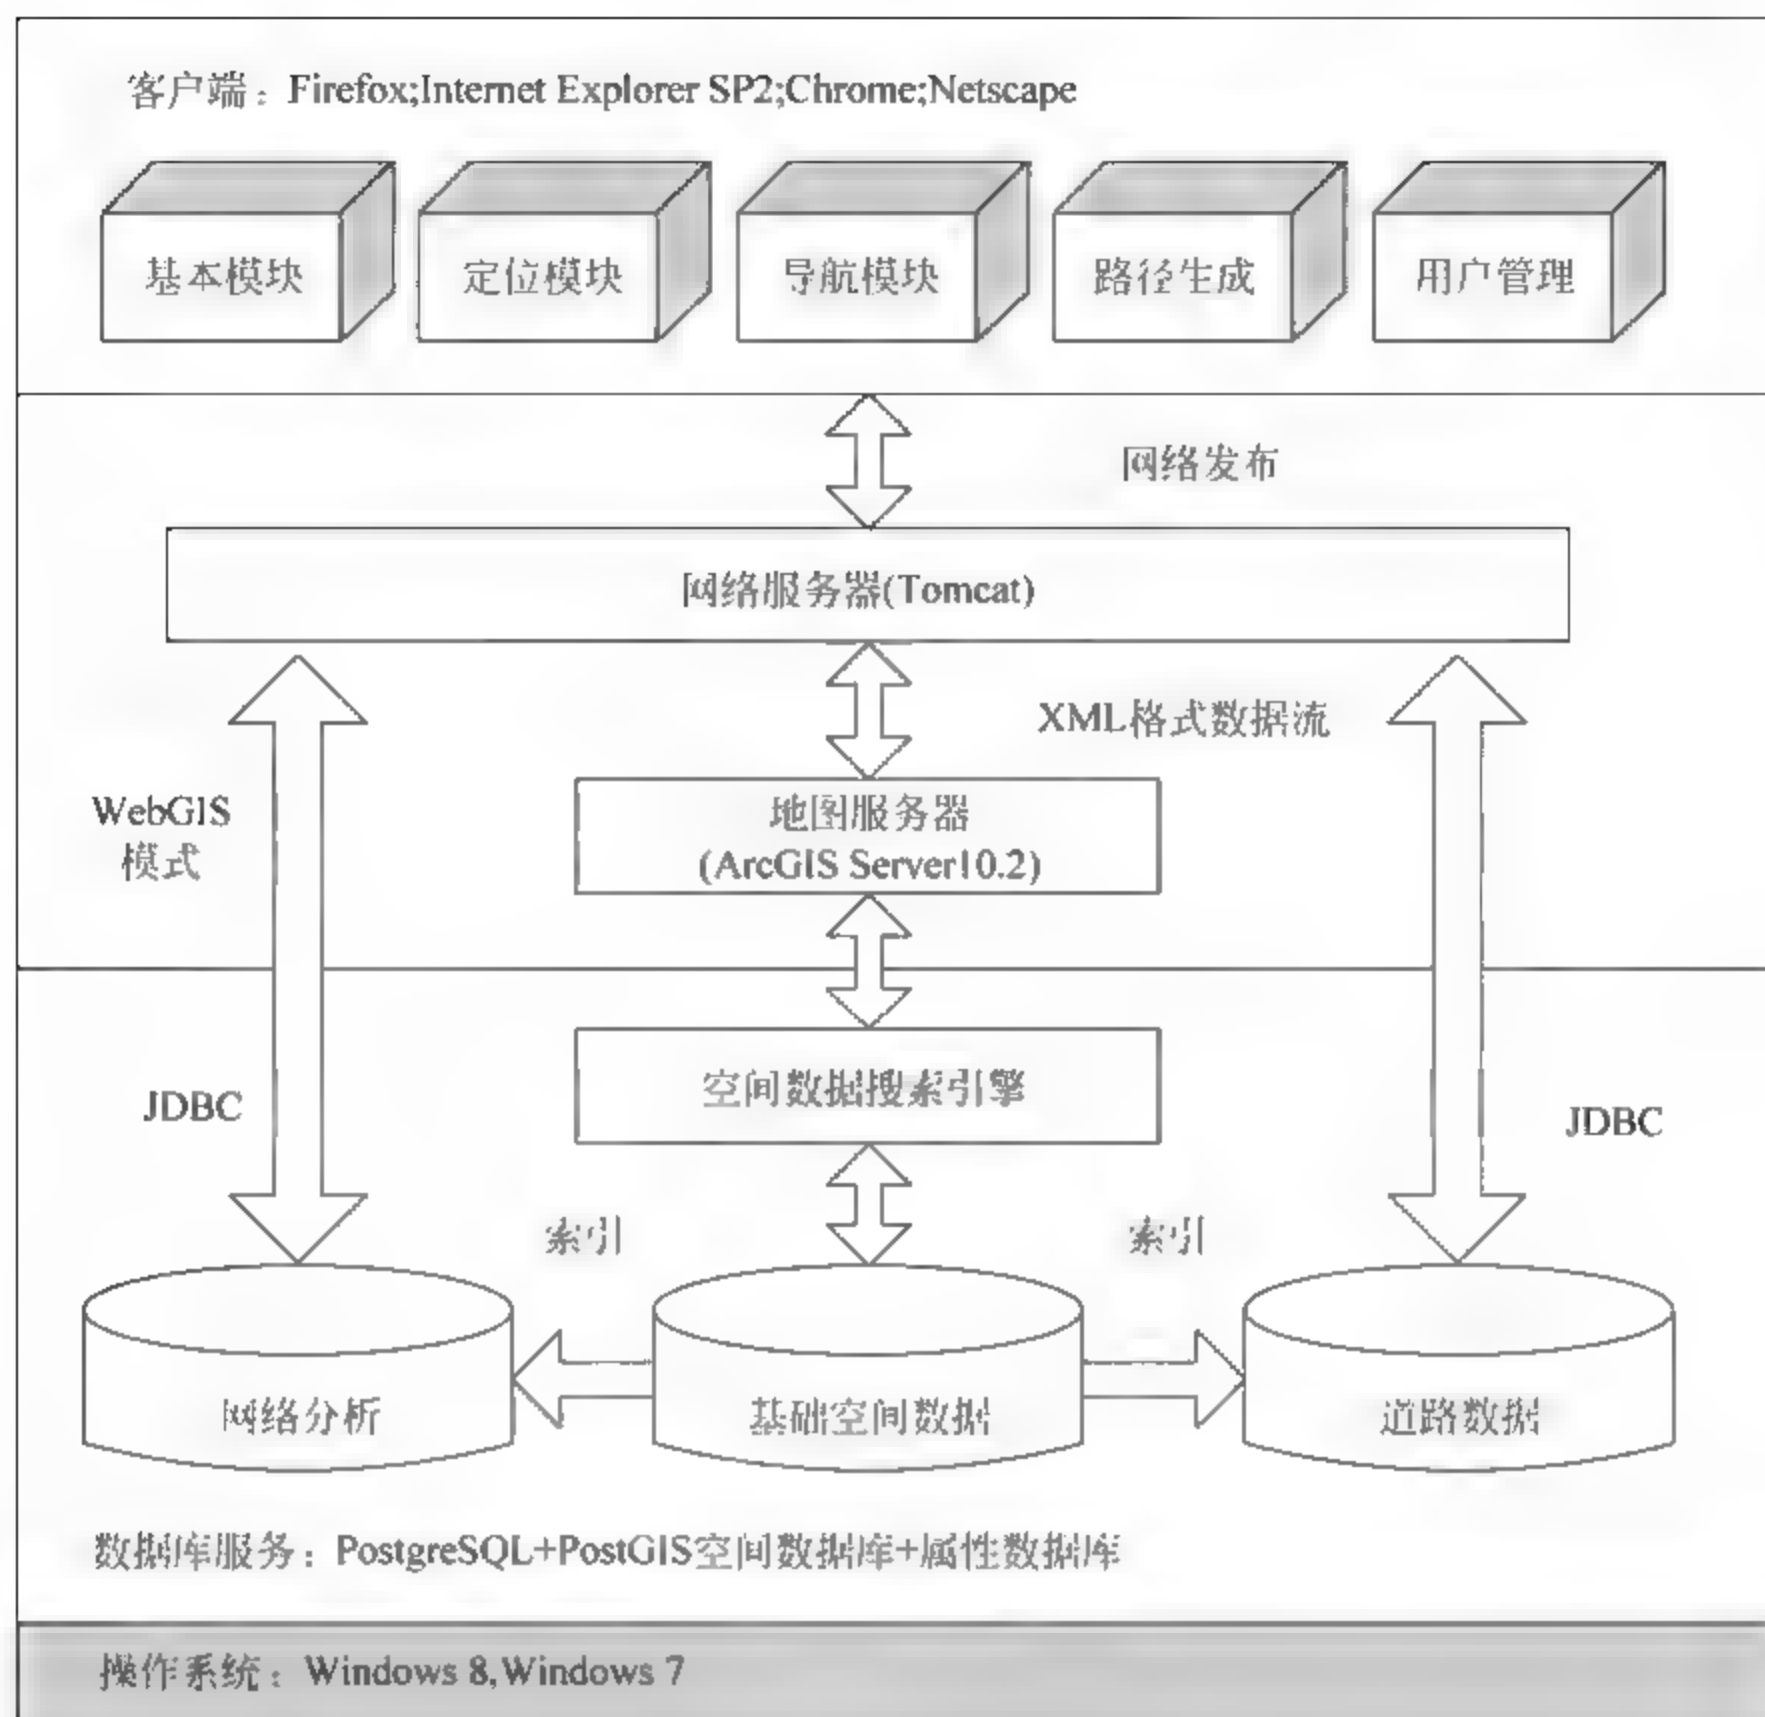 客户端：Firefox;Internet Explorer SP2;Chrome;Netscape
基本模块
定位模块
导航模块
路径生成
用户管理
网络发布
网络服务器(Tomcat)
XML格式数据流
WebGIS
模式
地图服务器
(ArcGIS Server10.2)
空间数据搜索引擎
JDBC
JDBC
索引
索引
网络分析
基础空间数据
道路数据
数据库服务：PostgreSQL+PostGIS空间数据库+属性数据库
操作系统：Windows 8,Windows 7